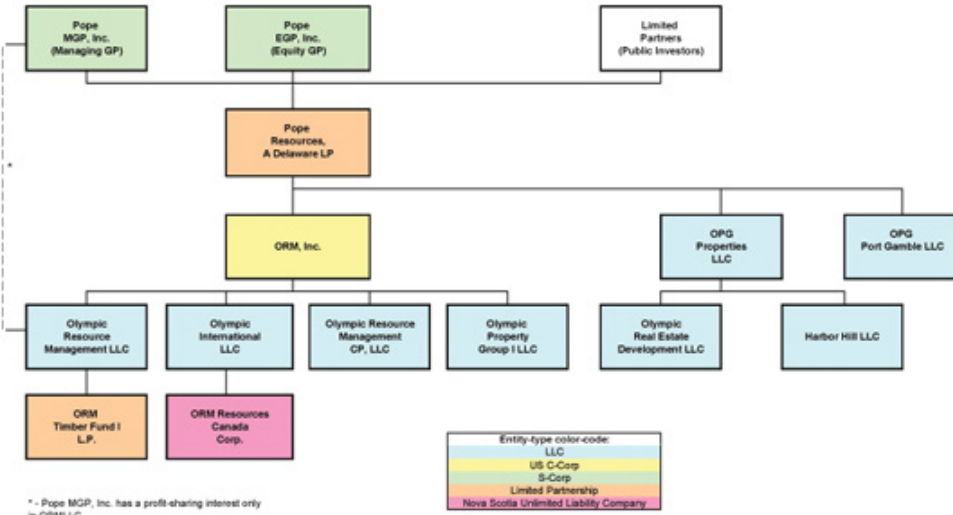 Pope
MGP, Inc.
(Managing GP)
Pope
EGP, Inc.
(Equity GP)
Limited
Partners
(Public Investors)
*
Pope
Resources,
A Delaware LP
ORM, Inc.
OPG
Properties
LLC
OPG
Port Gamble LLC
Olympic
Resource
Management LLC
Olympic
International
LLC
Olympic Resource
Management
CP, LLC
Olympic
Property
Group I LLC
Olympic
Real Estate
Development LLC
Harbor Hill LLC
ORM
Timber Fund I
L.P.
ORM Resources
Canada
Corp.
Entity-type color-code:
LLC
US C-Corp
S-Corp
Limited Partnership
Nova Scotia Unlimited Liability Company
* - Pope MGP, Inc. has a profit-sharing interest only
in ORMLLC